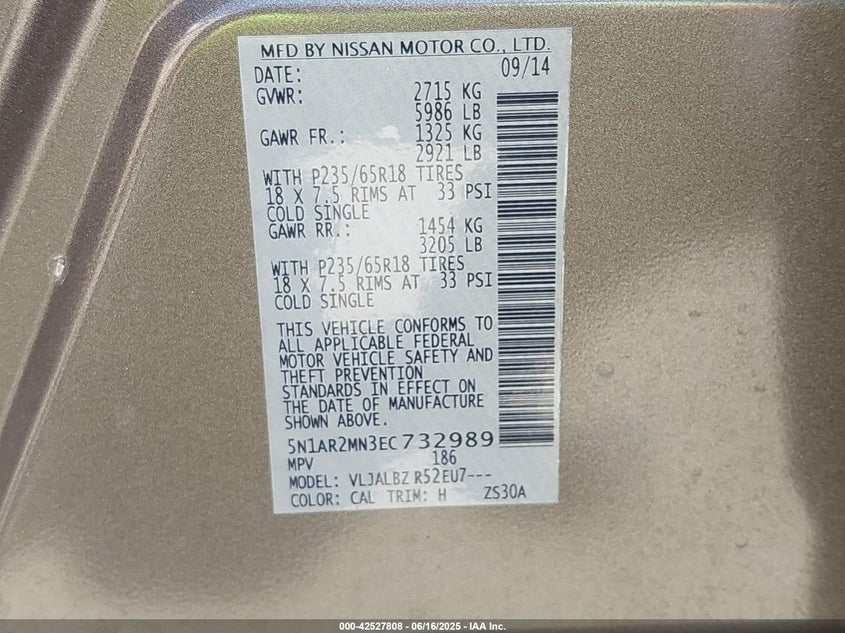 MFD BY NISSAN MOTOR CO., LTD.
DATE: 09/14
GVWR: 2715 KG
5986 LB
GAWR FR.: 1325 KG
2921 LB
WITH P235/65R18 TIRES
18 X 7.5 RIMS AT 33 PSI
COLD SINGLE
GAWR RR.: 1454 KG
3205 LB
WITH P235/65R18 TIRES
18 X 7.5 RIMS AT 33 PSI
COLD SINGLE
THIS VEHICLE CONFORMS TO
ALL APPLICABLE FEDERAL
MOTOR VEHICLE SAFETY AND
THEFT PREVENTION
STANDARDS IN EFFECT ON
THE DATE OF MANUFACTURE
SHOWN ABOVE.
5N1AR2MN3EC732989
MPV 186
MODEL: VLJALBZ R52EU7---
COLOR: CAL TRIM: H ZS30A
000-42527808 - 06/16/2025 - IAA Inc.